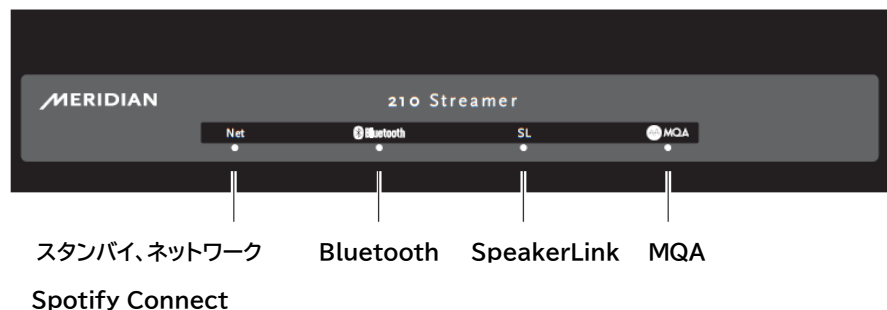 MERIDIAN
210 Streamer
Net Bluetooth SL MQA
スタンバイ、ネットワーク Bluetooth SpeakerLink MQA
Spotify Connect